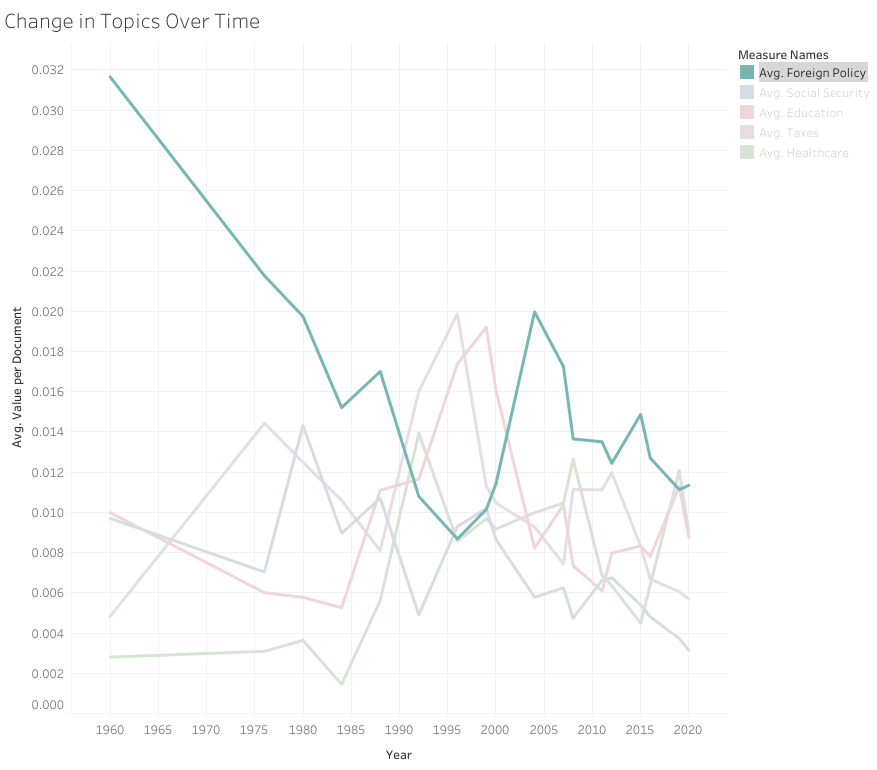 Change in Topics Over Time
Measure Names
Avg. Foreign Policy
Avg. Social Security
Avg. Education
Avg. Taxes
Avg. Healthcare
Avg. Value per Document
0.032
0.030
0.028
0.026
0.024
0.022
0.020
0.018
0.016
0.014
0.012
0.010
0.008
0.006
0.004
0.002
0.000
1960 1965 1970 1975 1980 1985 1990 1995 2000 2005 2010 2015 2020
Year